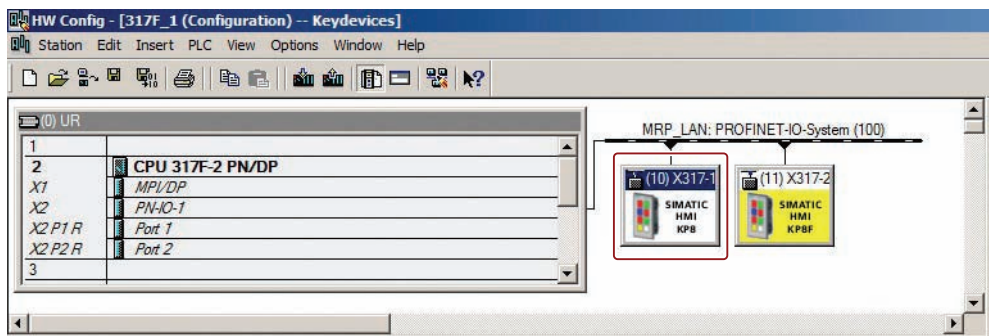 HW Config - [317F_1 (Configuration) -- Keydevices]
Station Edit Insert PLC View Options Window Help
(0) UR
1
2 CPU 317F-2 PN/DP
X1 MPI/DP
X2 PN-IO-1
X2 P1 R Port 1
X2 P2 R Port 2
3
MRP_LAN: PROFINET-IO-System (100)
(10) X317-1
SIMATIC
HMI
KP8
(11) X317-2
SIMATIC
HMI
KP8F